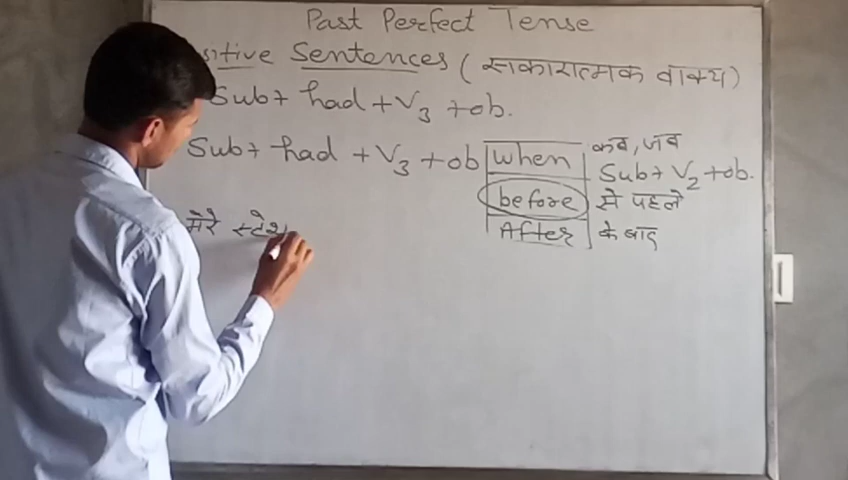 Past Perfect Tense
sitive Sentences (सकारात्मक वाक्य)
Sub+ had + V3 + ob.
Sub+ had + V3 + ob when कब, जब
Sub+ V2 + ob.
before से पहले
After के बाद
मेरे स्टेश